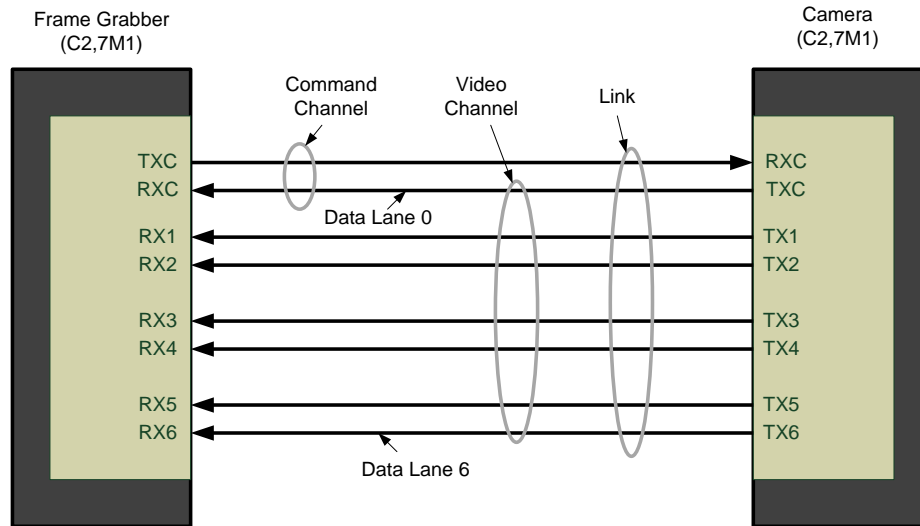 Frame Grabber
(C2,7M1)
Camera
(C2,7M1)
Command
Channel
Video
Channel
Link
TXC
RXC
RXC
Data Lane 0
TXC
RX1
TX1
RX2
TX2
RX3
TX3
RX4
TX4
RX5
TX5
RX6
TX6
Data Lane 6